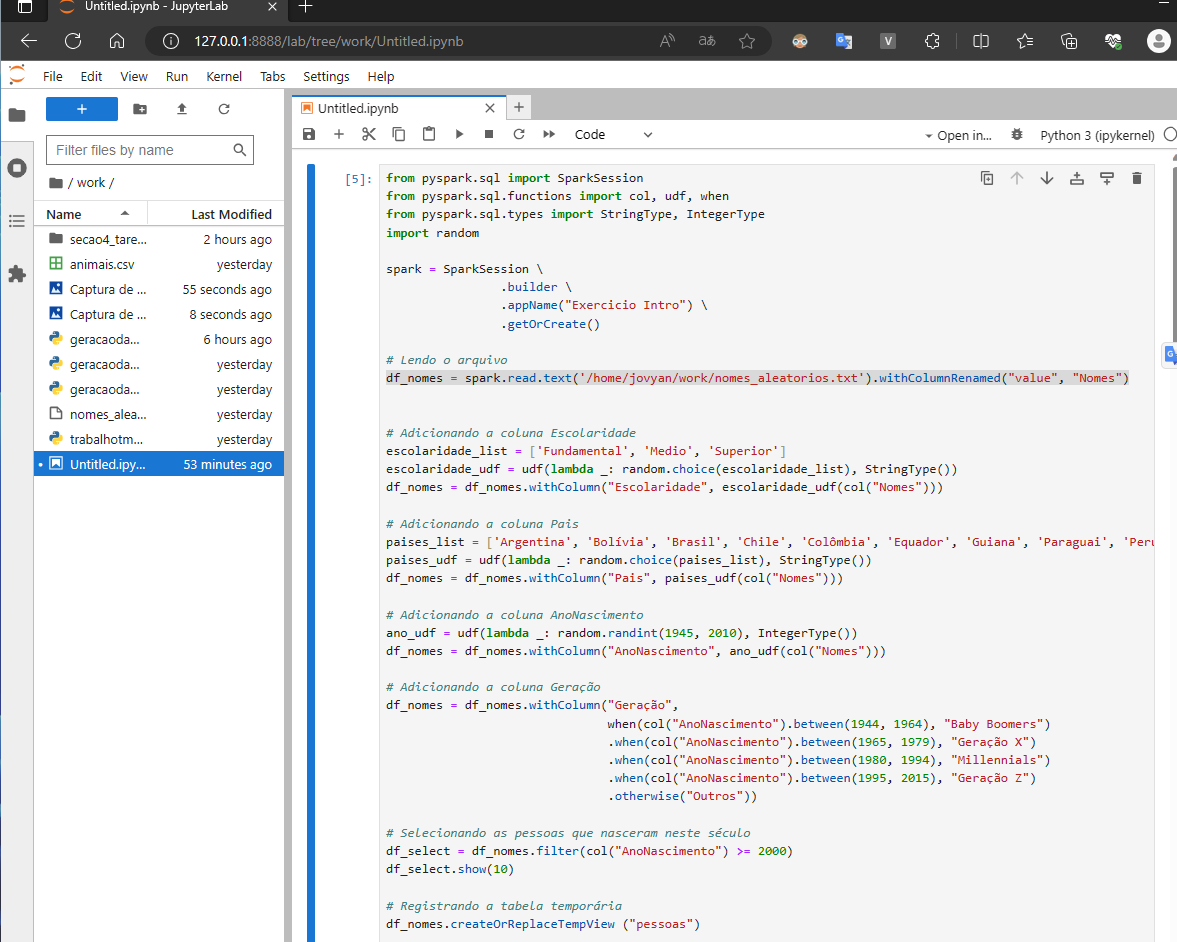 Untitled.ipynb - JupyterLab
127.0.0.1:8888/lab/tree/work/Untitled.ipynb
File Edit View Run Kernel Tabs Settings Help
Filter files by name
/ work /
Name Last Modified
secao4_tare... 2 hours ago
animais.csv yesterday
Captura de ... 55 seconds ago
Captura de ... 8 seconds ago
geracaoda... 6 hours ago
geracaoda... yesterday
geracaoda... yesterday
nomes_alea... yesterday
trabalhotm... yesterday
Untitled.ipy... 53 minutes ago
Untitled.ipynb
Code
Open in...
Python 3 (ipykernel)
[5]:
from pyspark.sql import SparkSession
from pyspark.sql.functions import col, udf, when
from pyspark.sql.types import StringType, IntegerType
import random
spark = SparkSession \
.builder \
.appName("Exercicio Intro") \
.getOrCreate()
# Lendo o arquivo
df_nomes = spark.read.text('/home/jovyan/work/nomes_aleatorios.txt').withColumnRenamed("value", "Nomes")
# Adicionando a coluna Escolaridade
escolaridade_list = ['Fundamental', 'Medio', 'Superior']
escolaridade_udf = udf(lambda _: random.choice(escolaridade_list), StringType())
df_nomes = df_nomes.withColumn("Escolaridade", escolaridade_udf(col("Nomes")))
# Adicionando a coluna Pais
paises_list = ['Argentina', 'Bolívia', 'Brasil', 'Chile', 'Colômbia', 'Equador', 'Guiana', 'Paraguai', 'Peru
paises_udf = udf(lambda _: random.choice(paises_list), StringType())
df_nomes = df_nomes.withColumn("Pais", paises_udf(col("Nomes")))
# Adicionando a coluna AnoNascimento
ano_udf = udf(lambda _: random.randint(1945, 2010), IntegerType())
df_nomes = df_nomes.withColumn("AnoNascimento", ano_udf(col("Nomes")))
# Adicionando a coluna Geração
df_nomes = df_nomes.withColumn("Geração",
when(col("AnoNascimento").between(1944, 1964), "Baby Boomers")
.when(col("AnoNascimento").between(1965, 1979), "Geração X")
.when(col("AnoNascimento").between(1980, 1994), "Millennials")
.when(col("AnoNascimento").between(1995, 2015), "Geração Z")
.otherwise("Outros"))
# Selecionando as pessoas que nasceram neste século
df_select = df_nomes.filter(col("AnoNascimento") >= 2000)
df_select.show(10)
# Registrando a tabela temporária
df_nomes.createOrReplaceTempView ("pessoas")